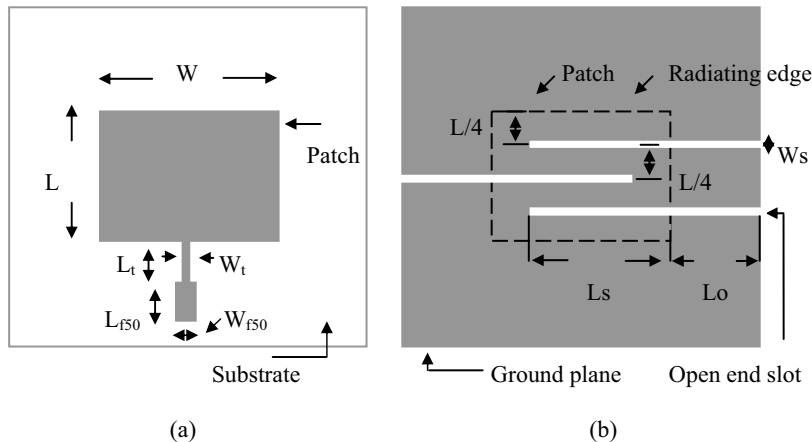 W
L
Patch
Lt
Wt
Lf50
Wf50
Substrate
(a)
Patch
Radiating edge
L/4
Ws
L/4
Ls
Lo
Ground plane
Open end slot
(b)